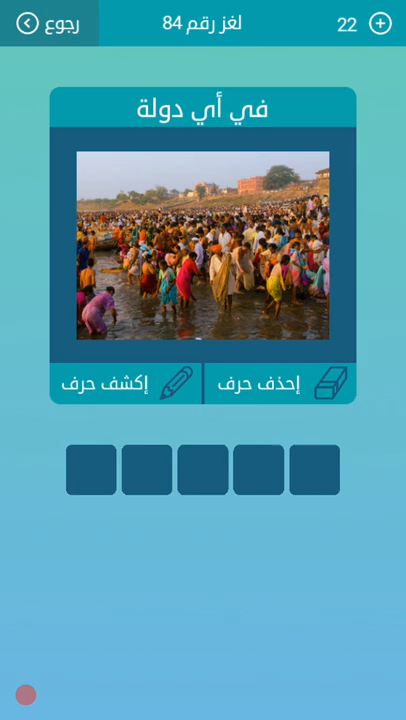 رجوع
لغز رقم 84
22
في أي دولة
إحذف حرف
إكشف حرف